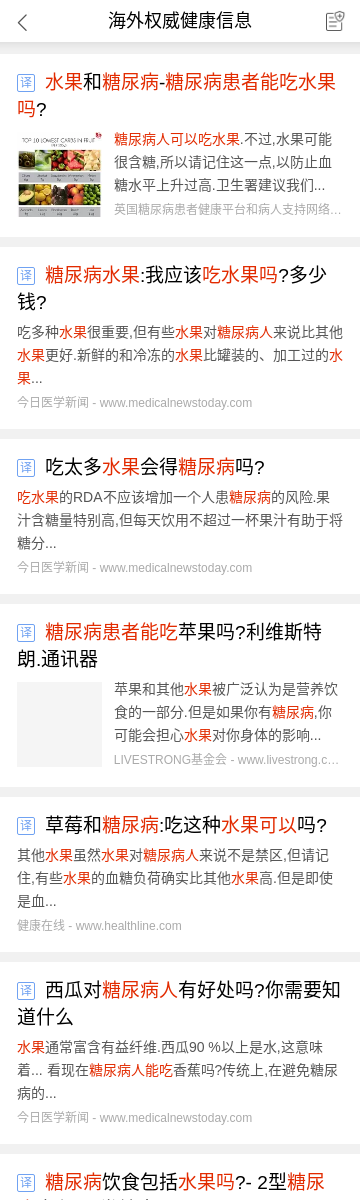 海外权威健康信息
译 水果和糖尿病-糖尿病患者能吃水果
吗?
TOP 10 LOWEST CARBS IN FRUIT
糖尿病人可以吃水果.不过,水果可能
很含糖,所以请记住这一点,以防止血
糖水平上升过高.卫生署建议我们...
英国糖尿病患者健康平台和病人支持网络...
译 糖尿病水果:我应该吃水果吗?多少
钱?
吃多种水果很重要,但有些水果对糖尿病人来说比其他
水果更好.新鲜的和冷冻的水果比罐装的、加工过的水
果...
今日医学新闻 - www.medicalnewstoday.com
译 吃太多水果会得糖尿病吗?
吃水果的RDA不应该增加一个人患糖尿病的风险.果
汁含糖量特别高,但每天饮用不超过一杯果汁有助于将
糖分...
今日医学新闻 - www.medicalnewstoday.com
译 糖尿病患者能吃苹果吗?利维斯特
朗.通讯器
苹果和其他水果被广泛认为是营养饮
食的一部分.但是如果你有糖尿病,你
可能会担心水果对你身体的影响...
LIVESTRONG基金会 - www.livestrong.c...
译 草莓和糖尿病:吃这种水果可以吗?
其他水果虽然水果对糖尿病人来说不是禁区,但请记
住,有些水果的血糖负荷确实比其他水果高.但是即使
是血...
健康在线 - www.healthline.com
译 西瓜对糖尿病人有好处吗?你需要知
道什么
水果通常富含有益纤维.西瓜90 %以上是水,这意味
着... 看现在糖尿病人能吃香蕉吗?传统上,在避免糖尿
病的...
今日医学新闻 - www.medicalnewstoday.com
译 糖尿病饮食包括水果吗?- 2型糖尿